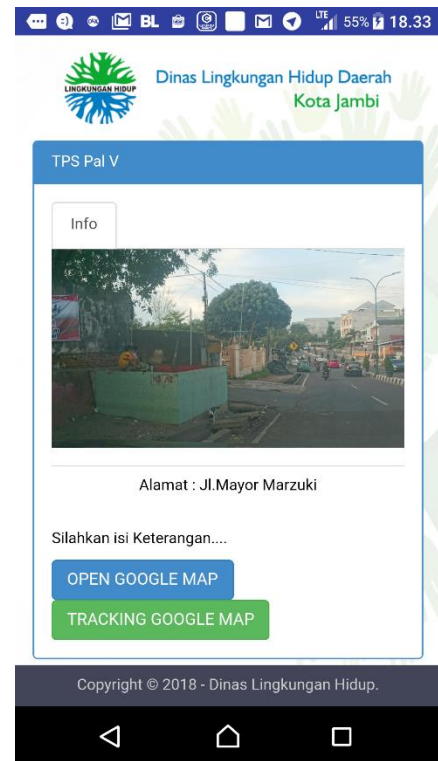 BL LTE 55% 18.33
LINGKUNGAN HIDUP
Dinas Lingkungan Hidup Daerah
Kota Jambi
TPS Pal V
Info
Alamat : Jl.Mayor Marzuki
Silahkan isi Keterangan....
OPEN GOOGLE MAP
TRACKING GOOGLE MAP
Copyright © 2018 - Dinas Lingkungan Hidup.